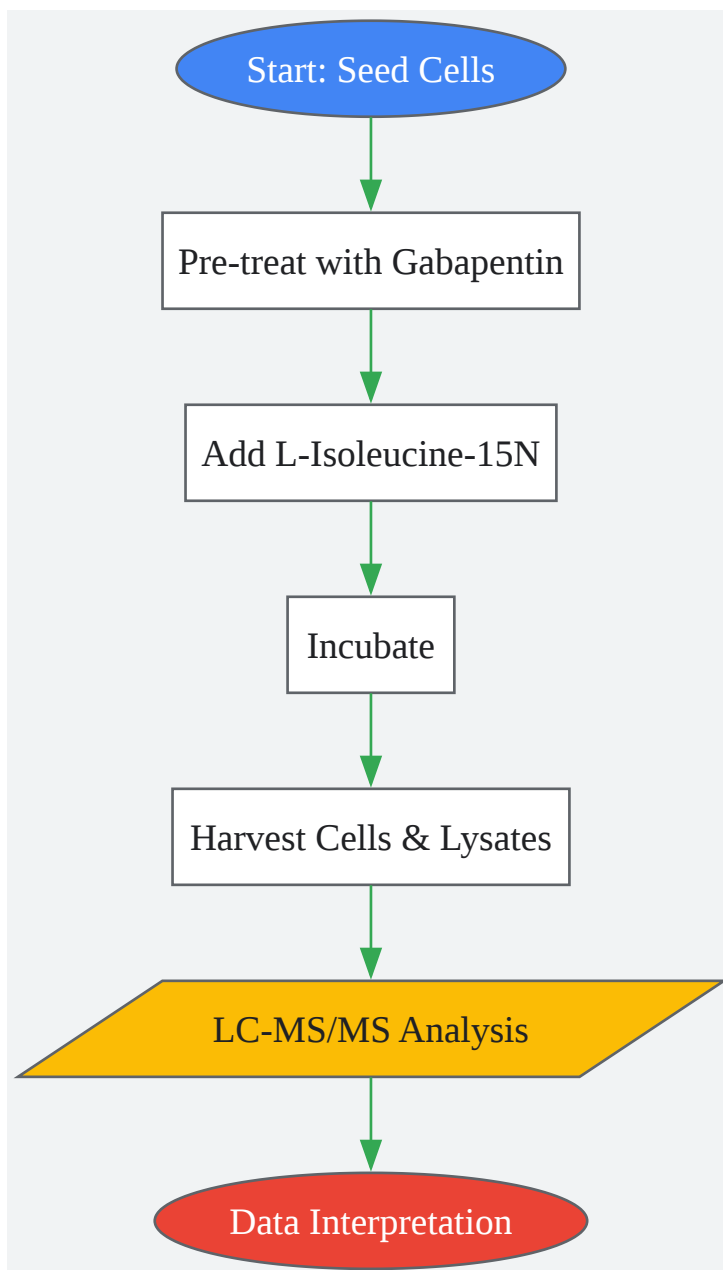 Start: Seed Cells
Pre-treat with Gabapentin
Add L-Isoleucine-15N
Incubate
Harvest Cells & Lysates
LC-MS/MS Analysis
Data Interpretation